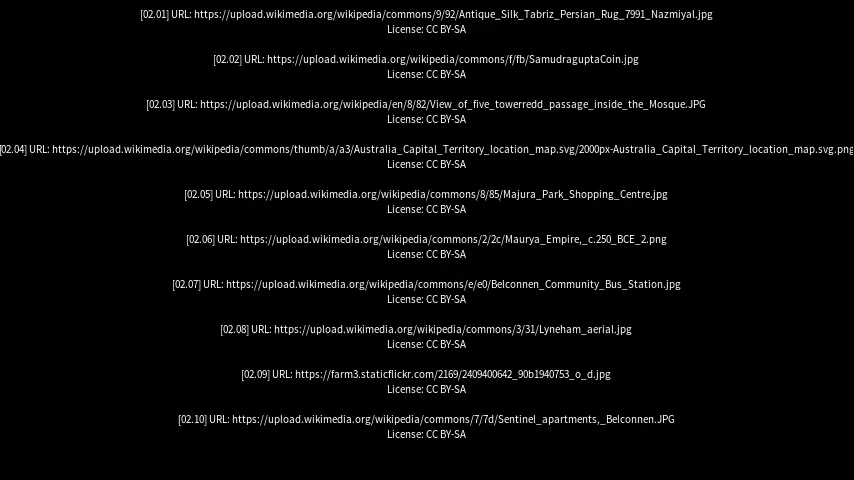 [02.01] URL: https://upload.wikimedia.org/wikipedia/commons/9/92/Antique_Silk_Tabriz_Persian_Rug_7991_Nazmiyal.jpg
License: CC BY-SA
[02.02] URL: https://upload.wikimedia.org/wikipedia/commons/f/fb/SamudraguptaCoin.jpg
License: CC BY-SA
[02.03] URL: https://upload.wikimedia.org/wikipedia/en/8/82/View_of_five_towerredd_passage_inside_the_Mosque.JPG
License: CC BY-SA
[02.04] URL: https://upload.wikimedia.org/wikipedia/commons/thumb/a/a3/Australia_Capital_Territory_location_map.svg/2000px-Australia_Capital_Territory_location_map.svg.png
License: CC BY-SA
[02.05] URL: https://upload.wikimedia.org/wikipedia/commons/8/85/Majura_Park_Shopping_Centre.jpg
License: CC BY-SA
[02.06] URL: https://upload.wikimedia.org/wikipedia/commons/2/2c/Maurya_Empire,_c.250_BCE_2.png
License: CC BY-SA
[02.07] URL: https://upload.wikimedia.org/wikipedia/commons/e/e0/Belconnen_Community_Bus_Station.jpg
License: CC BY-SA
[02.08] URL: https://upload.wikimedia.org/wikipedia/commons/3/31/Lyneham_aerial.jpg
License: CC BY-SA
[02.09] URL: https://farm3.staticflickr.com/2169/2409400642_90b1940753_o_d.jpg
License: CC BY-SA
[02.10] URL: https://upload.wikimedia.org/wikipedia/commons/7/7d/Sentinel_apartments,_Belconnen.JPG
License: CC BY-SA